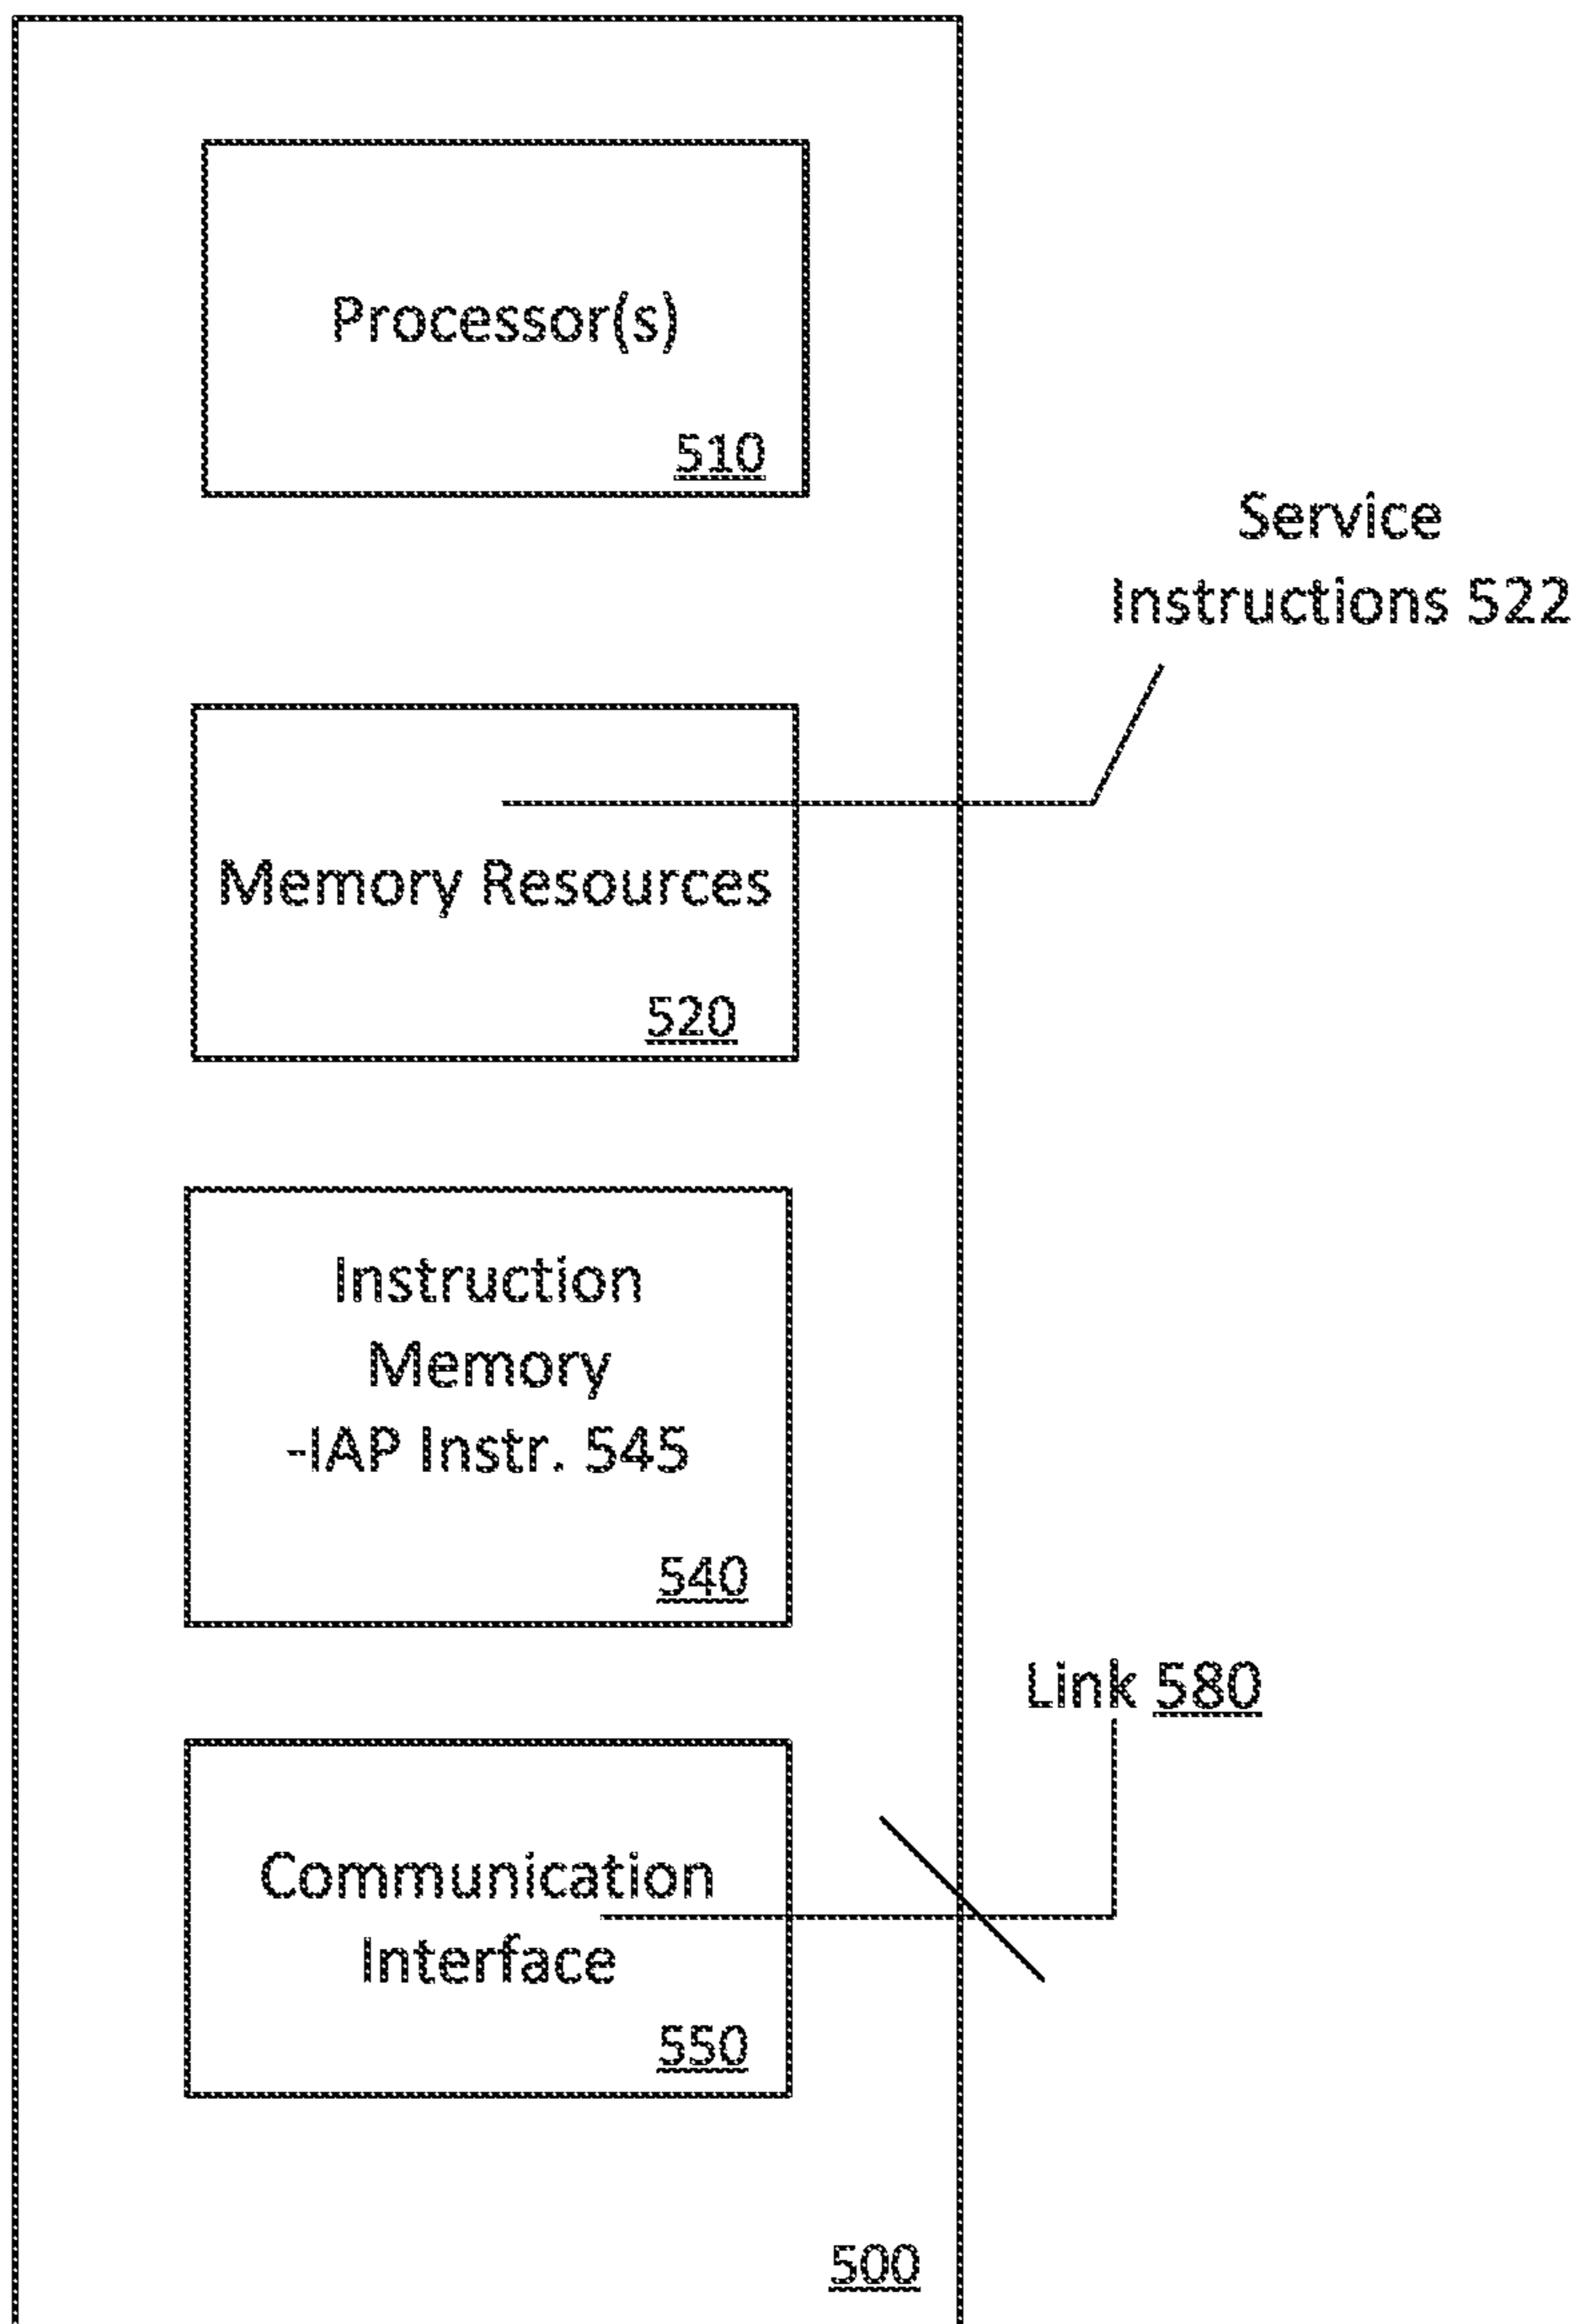 Processor(s)
510
Service
Instructions 522
Memory Resources
520
Instruction
Memory
-IAP Instr. 545
540
Link 580
Communication
Interface
550
500